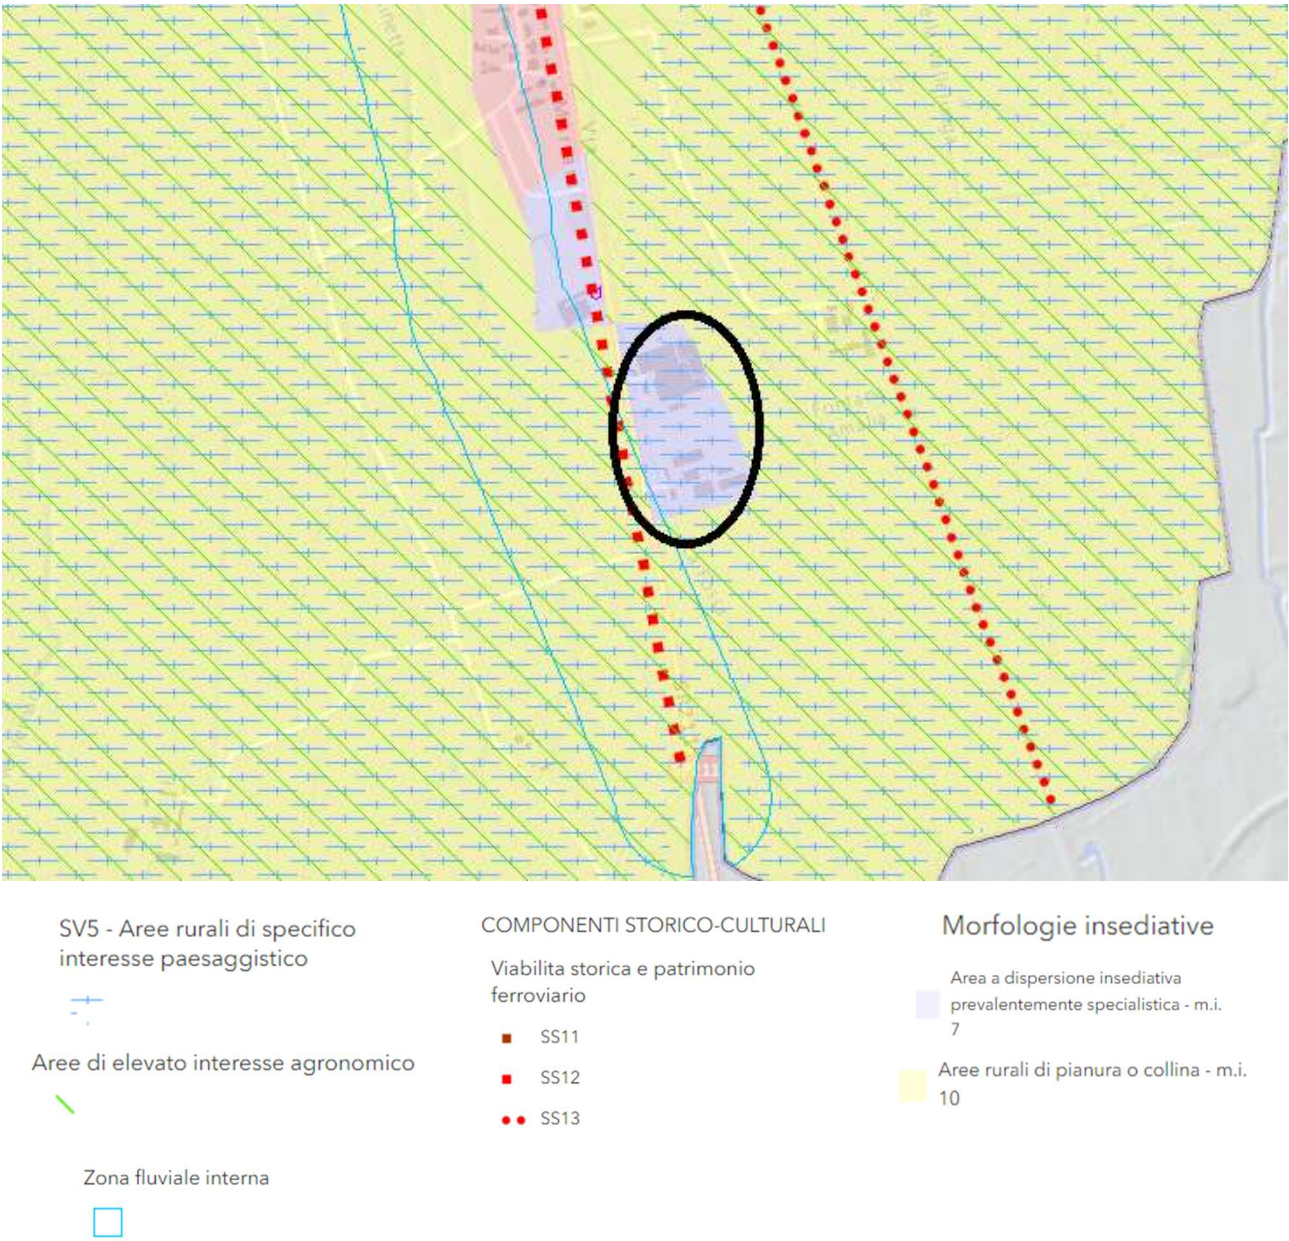 11
SV5 - Aree rurali di specifico
interesse paesaggistico
Aree di elevato interesse agronomico
Zona fluviale interna
COMPONENTI STORICO-CULTURALI
Viabilita storica e patrimonio
ferroviario
SS11
SS12
SS13
Morfologie insediative
Area a dispersione insediativa
prevalentemente specialistica - m.i.
7
Aree rurali di pianura o collina - m.i.
10